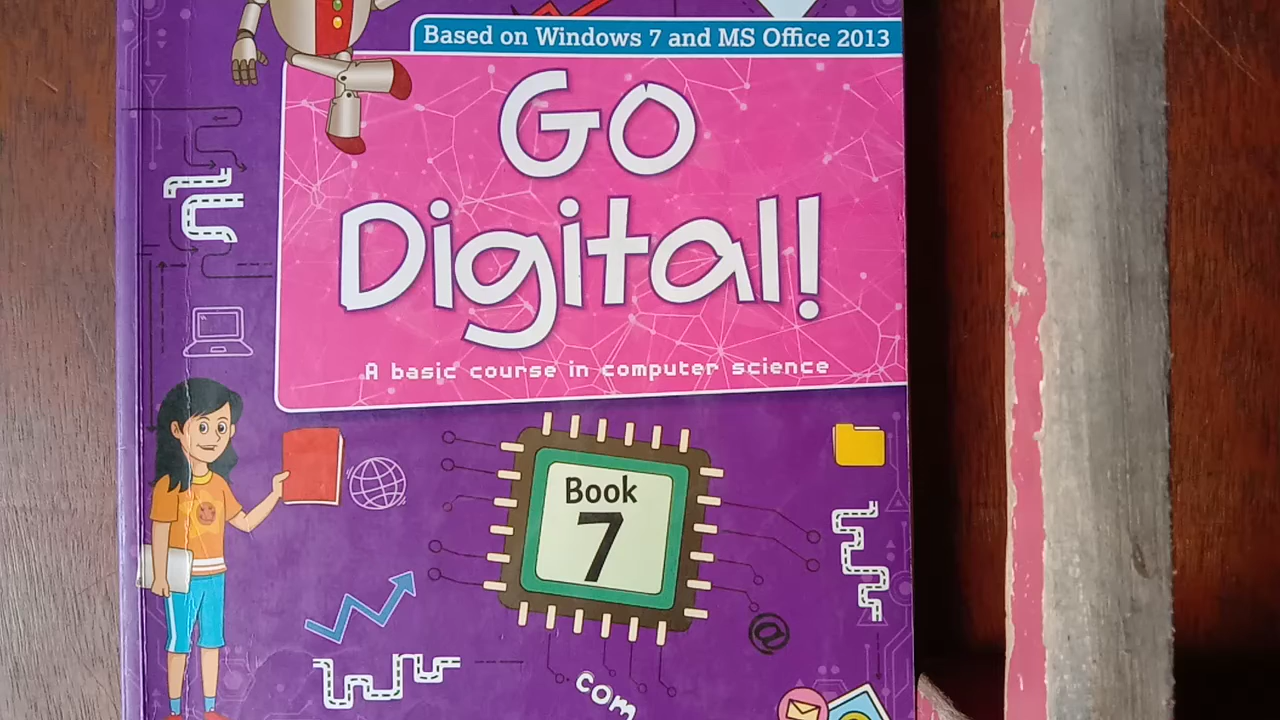 Based on Windows 7 and MS Office 2013
Go
Digital!
A basic course in computer science
Book
7
@
com